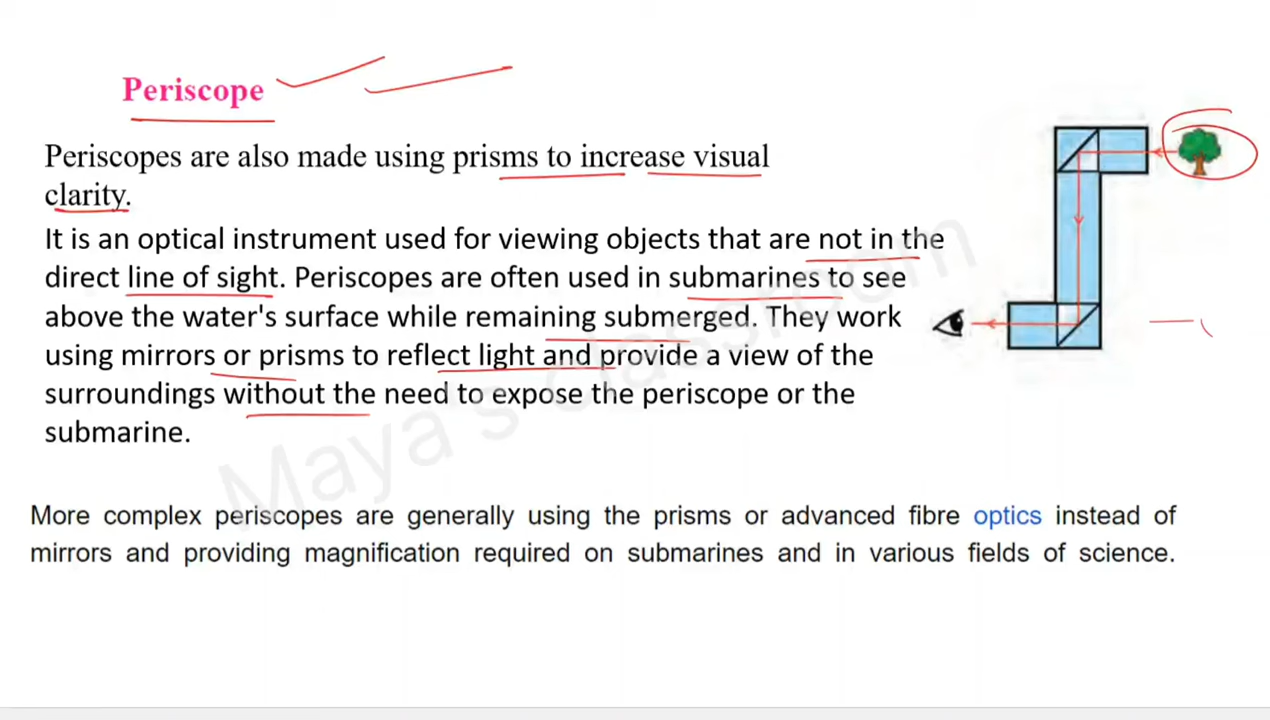 Periscope
Periscopes are also made using prisms to increase visual
clarity.
It is an optical instrument used for viewing objects that are not in the
direct line of sight. Periscopes are often used in submarines to see
above the water's surface while remaining submerged. They work
using mirrors or prisms to reflect light and provide a view of the
surroundings without the need to expose the periscope or the
submarine.
More complex periscopes are generally using the prisms or advanced fibre optics instead of
mirrors and providing magnification required on submarines and in various fields of science.
Maya's classroom